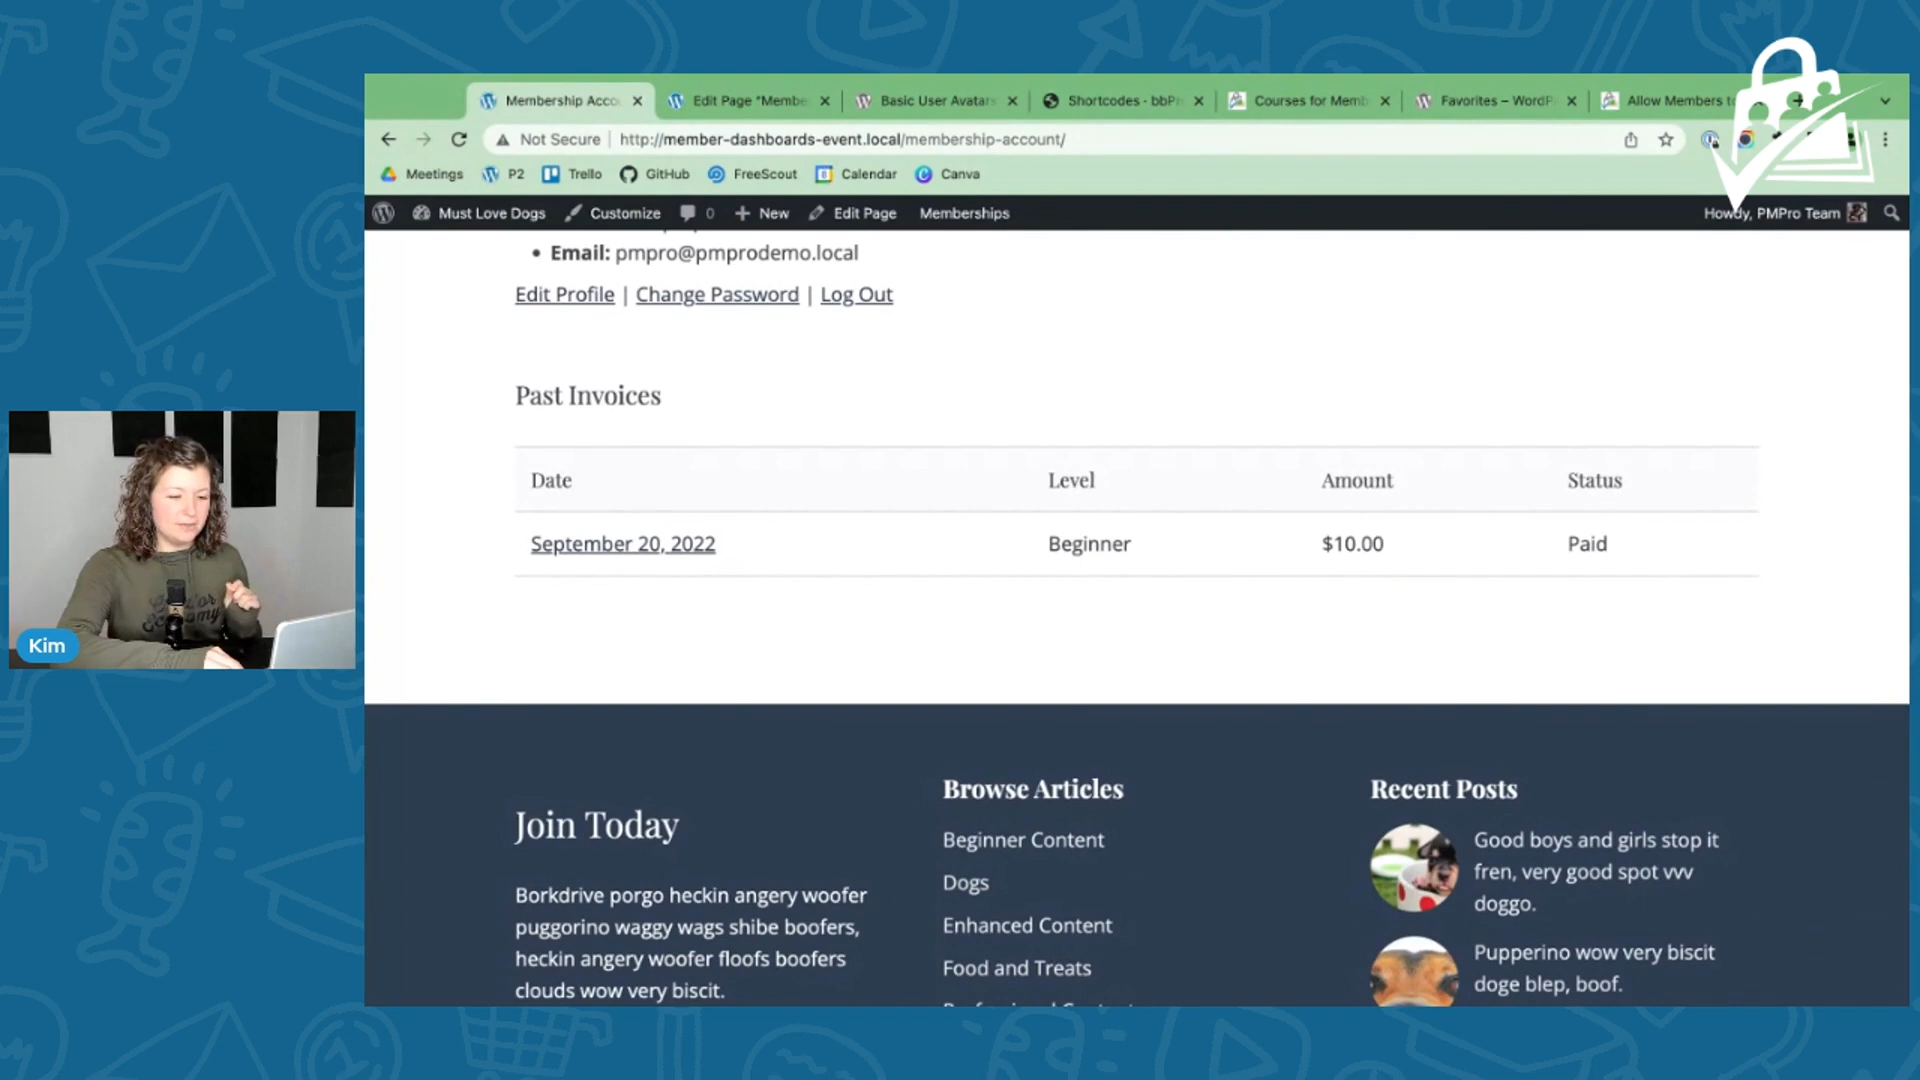 Membership Acco
Edit Page "Membe
Basic User Avatars
Shortcodes - bbPr
Courses for Memb
Favorites – WordP
Allow Members to
Not Secure
http://member-dashboards-event.local/membership-account/
Meetings
P2
Trello
GitHub
FreeScout
Calendar
Canva
Must Love Dogs
Customize
0
New
Edit Page
Memberships
Howdy, PMPro Team
Email: pmpro@pmprodemo.local
Edit Profile | Change Password | Log Out
Past Invoices
Date Level Amount Status
September 20, 2022 Beginner $10.00 Paid
Kim
Join Today
Borkdrive porgo heckin angery woofer
puggorino waggy wags shibe boofers,
heckin angery woofer floofs boofers
clouds wow very biscit.
Browse Articles
Beginner Content
Dogs
Enhanced Content
Food and Treats
Recent Posts
Good boys and girls stop it
fren, very good spot vvv
doggo.
Pupperino wow very biscit
doge blep, boof.